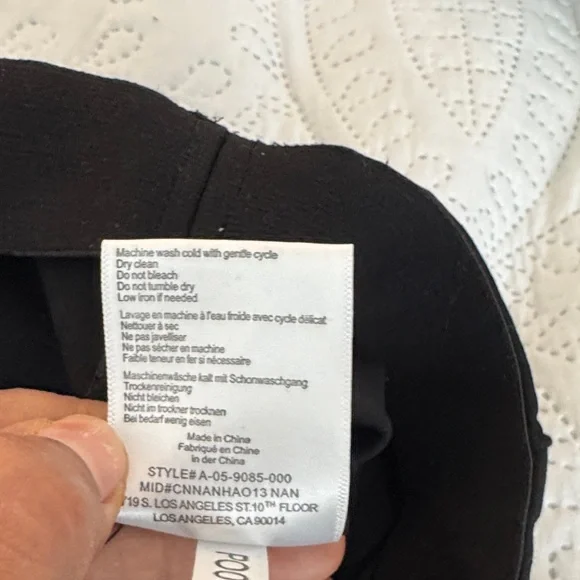 Machine wash cold with gentle cycle
Dry clean
Do not bleach
Do not tumble dry
Low iron if needed
Lavage en machine à l'eau froide avec cycle délicat
Nettouer à sec
Ne pas javelliser
Ne pas sécher en machine
Faible teneur en fer si nécessaire
Maschinenwäsche kalt mit Schonwaschgang
Trockenreinigung
Nicht bleichen
Nicht im trockner trocknen
Bei bedarf wenig eisen
Made in China
Fabriqué en Chine
in der China
STYLE# A-05-9085-000
MID#CNNANHAO13 NAN
719 S. LOS ANGELES ST.10TH FLOOR
LOS ANGELES, CA 90014